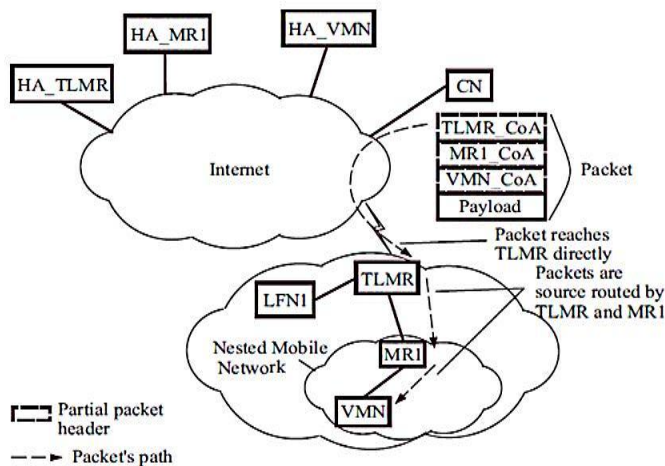 HA_VMN
HA_MR1
HA_TLMR
CN
TLMR_CoA
MR1_CoA
VMN_CoA
Payload
Packet
Internet
Packet reaches
TLMR directly
Packets are
source routed by
TLMR and MR1
TLMR
LFN1
MR1
Nested Mobile
Network
VMN
Partial packet
header
Packet's path